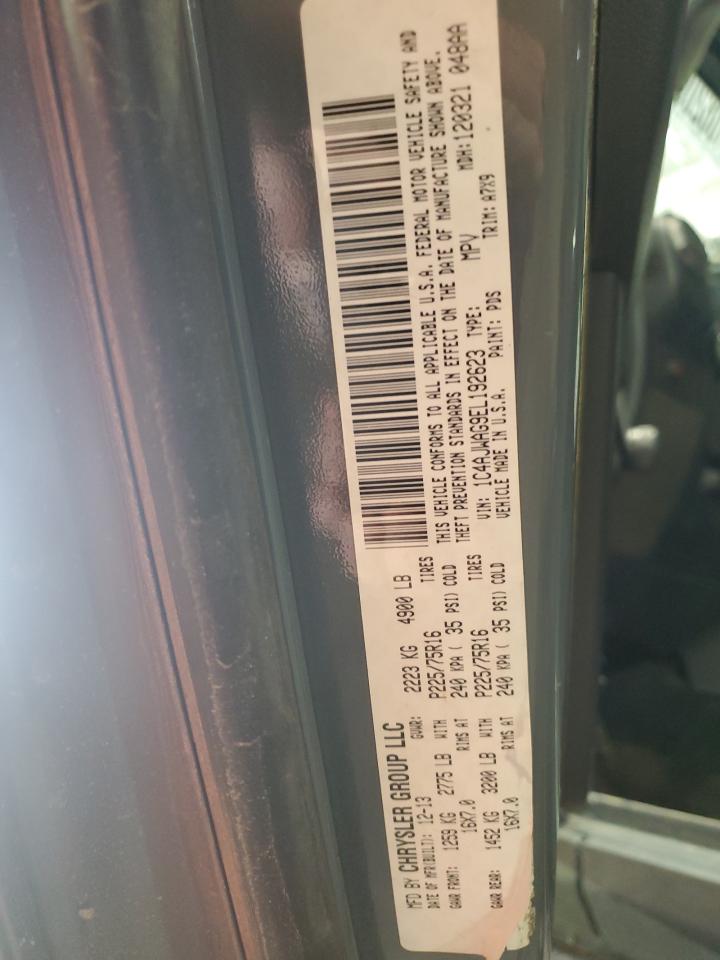 MFD BY CHRYSLER GROUP LLC
DATE OF MFR(BUILT): 12-13 GVWR: 2223 KG 4900 LB
GAWR FRONT: 1259 KG 2775 LB WITH P225/75R16 TIRES
16X7.0 RIMS AT 240 KPA ( 35 PSI) COLD
GAWR REAR: 1452 KG 3200 LB WITH P225/75R16 TIRES
16X7.0 RIMS AT 240 KPA ( 35 PSI) COLD
THIS VEHICLE CONFORMS TO ALL APPLICABLE U.S.A. FEDERAL MOTOR VEHICLE SAFETY AND
THEFT PREVENTION STANDARDS IN EFFECT ON THE DATE OF MANUFACTURE SHOWN ABOVE.
VIN: 1C4AJWAG9EL192623 TYPE: MPV MDH: 120321 048AA
VEHICLE MADE IN U.S.A. PAINT: PDS TRIM: A7X9